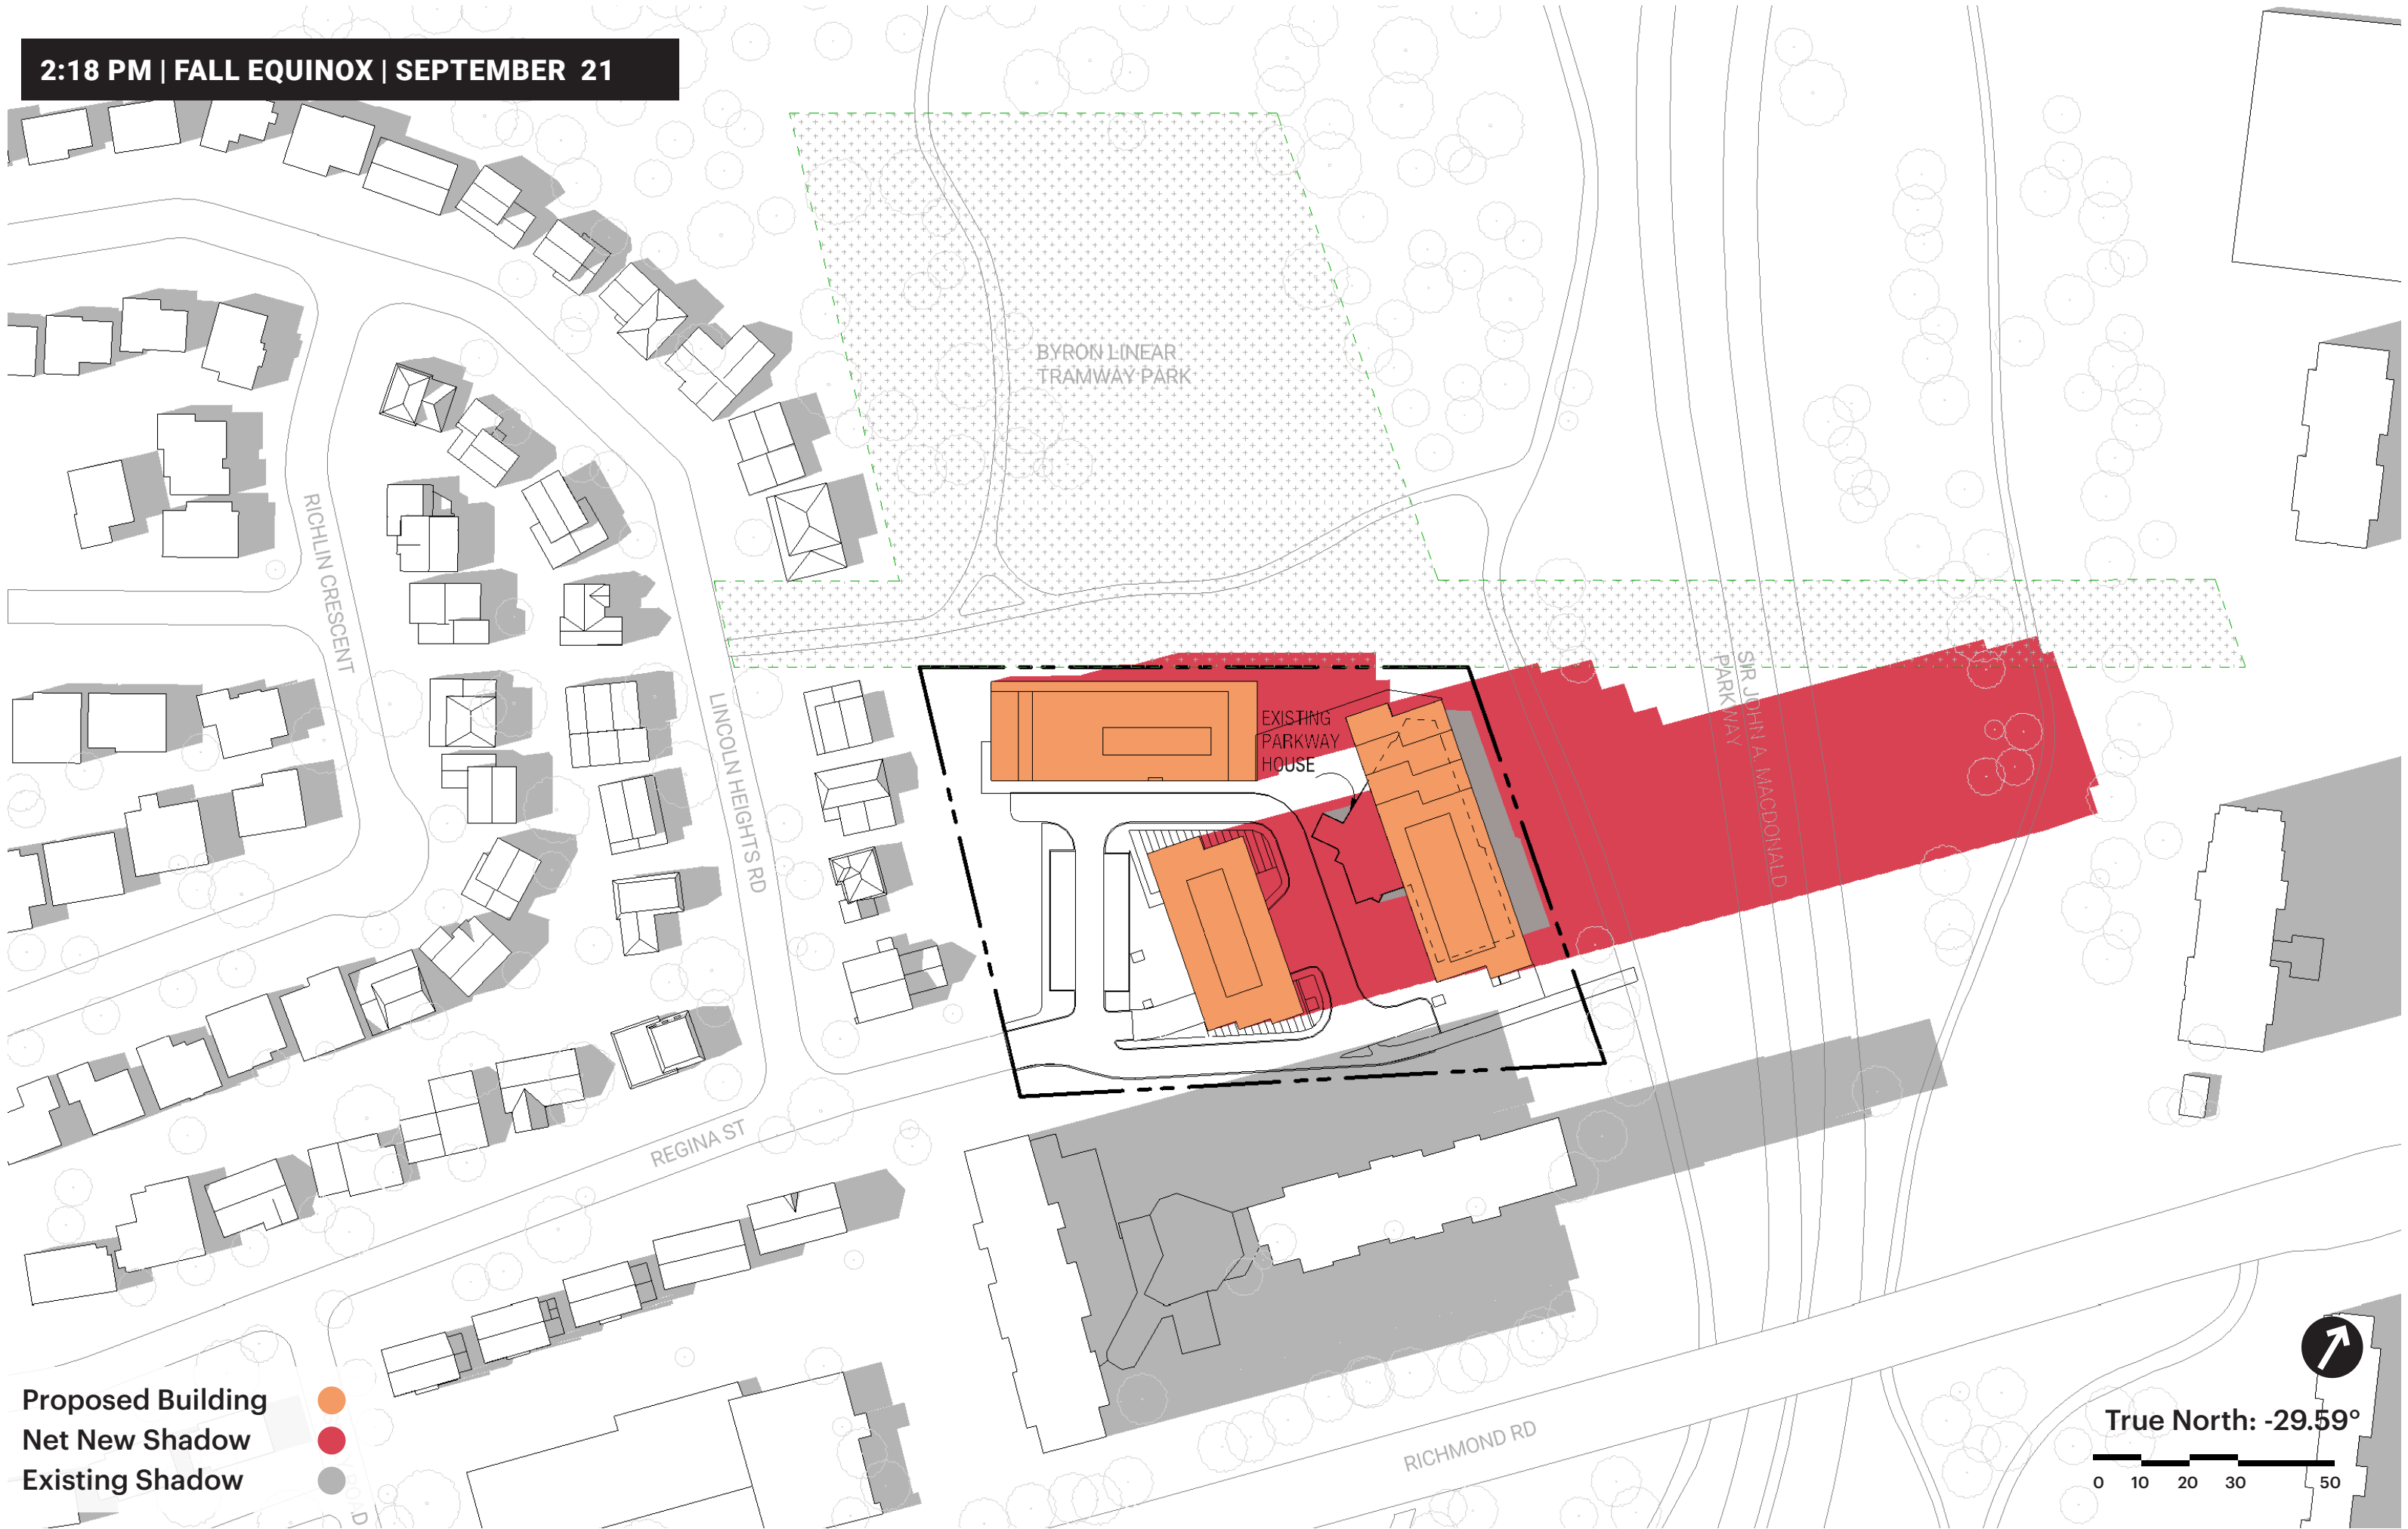 2:18 PM | FALL EQUINOX | SEPTEMBER 21
BYRON LINEAR
TRAMWAY PARK
RICHLIN CRESCENT
LINCOLN HEIGHTS RD
EXISTING
PARKWAY
HOUSE
SIR JOHN A. MACDONALD
PARKWAY
REGINA ST
RICHMOND RD
Proposed Building
Net New Shadow
Existing Shadow
True North: -29.59°
0 10 20 30 50